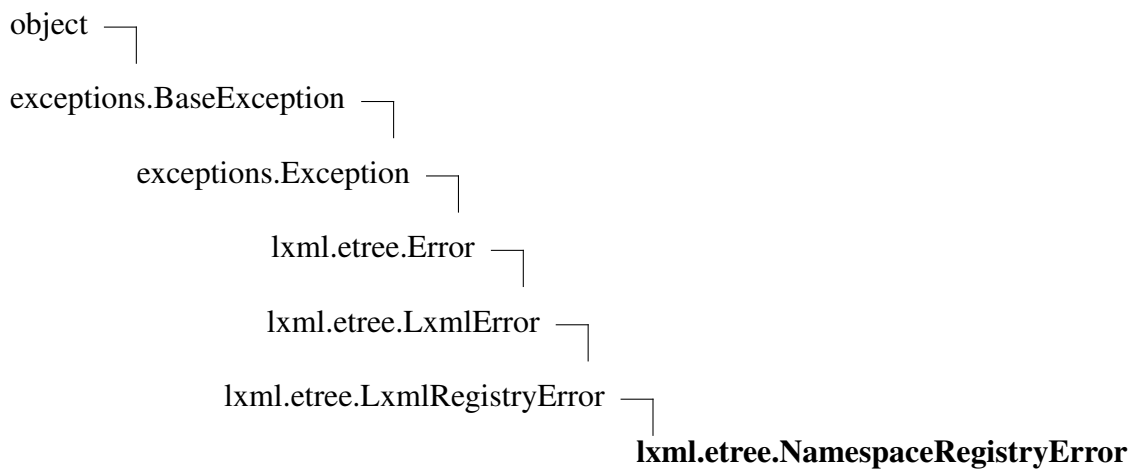 object
exceptions.BaseException
exceptions.Exception
lxml.etree.Error
lxml.etree.LxmlError
lxml.etree.LxmlRegistryError
lxml.etree.NamespaceRegistryError